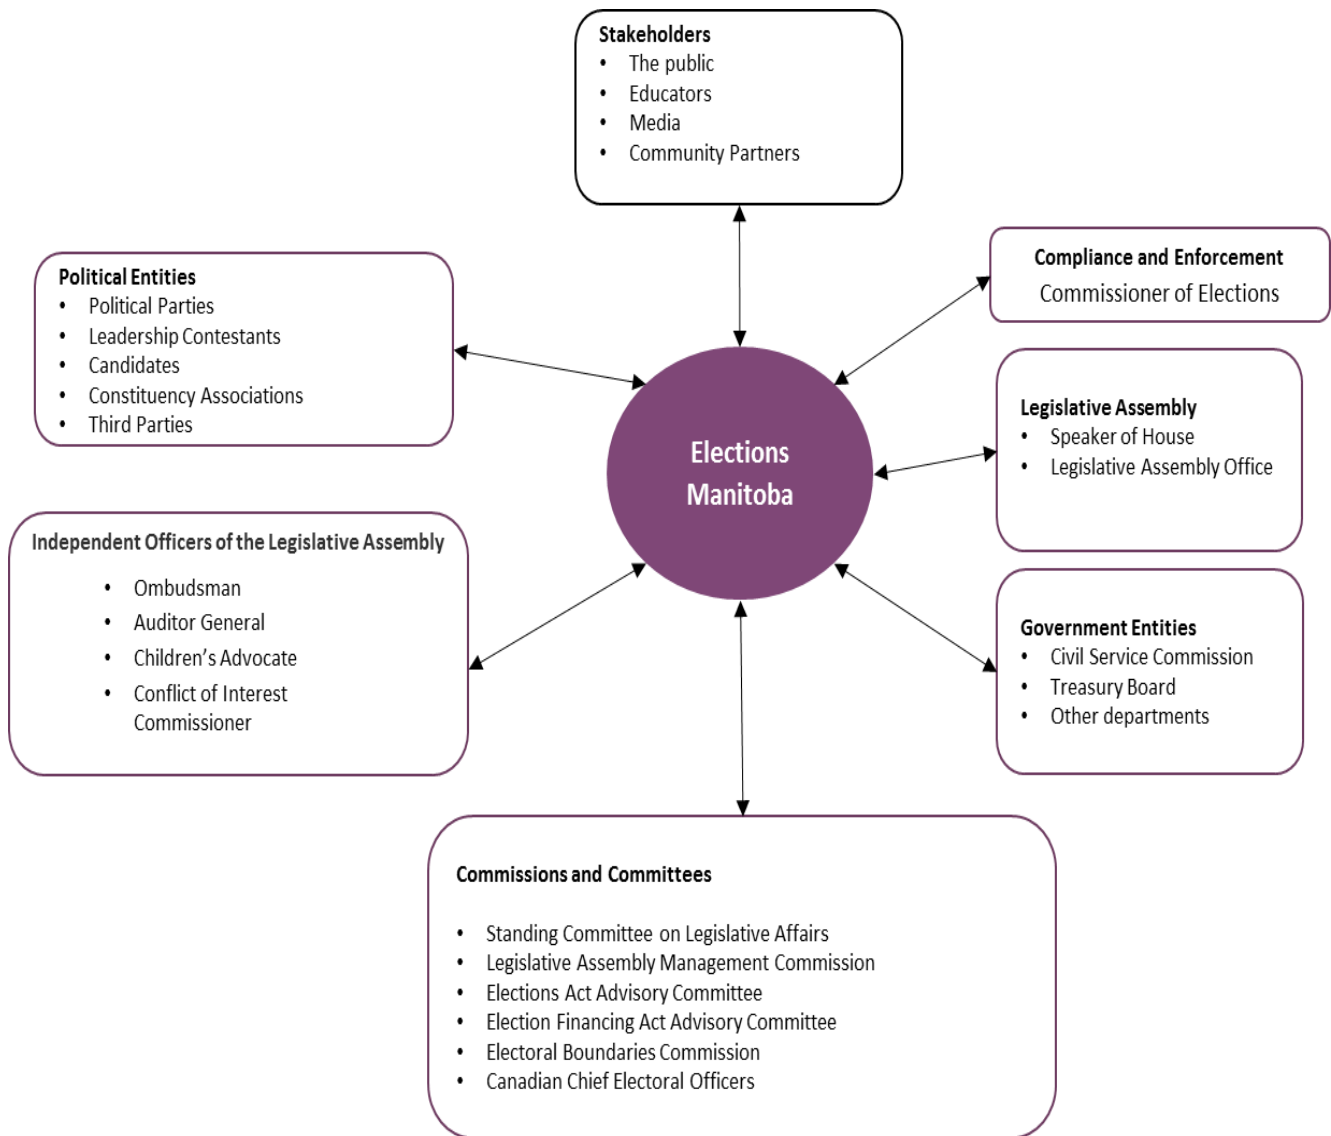 Stakeholders
• The public
• Educators
• Media
• Community Partners
Compliance and Enforcement
Commissioner of Elections
Political Entities
• Political Parties
• Leadership Contestants
• Candidates
• Constituency Associations
• Third Parties
Elections
Manitoba
Legislative Assembly
• Speaker of House
• Legislative Assembly Office
Independent Officers of the Legislative Assembly
• Ombudsman
• Auditor General
• Children’s Advocate
• Conflict of Interest
Commissioner
Government Entities
• Civil Service Commission
• Treasury Board
• Other departments
Commissions and Committees
• Standing Committee on Legislative Affairs
• Legislative Assembly Management Commission
• Elections Act Advisory Committee
• Election Financing Act Advisory Committee
• Electoral Boundaries Commission
• Canadian Chief Electoral Officers